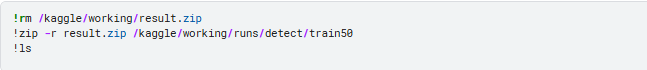 !rm /kaggle/working/result.zip
!zip -r result.zip /kaggle/working/runs/detect/train50
!ls